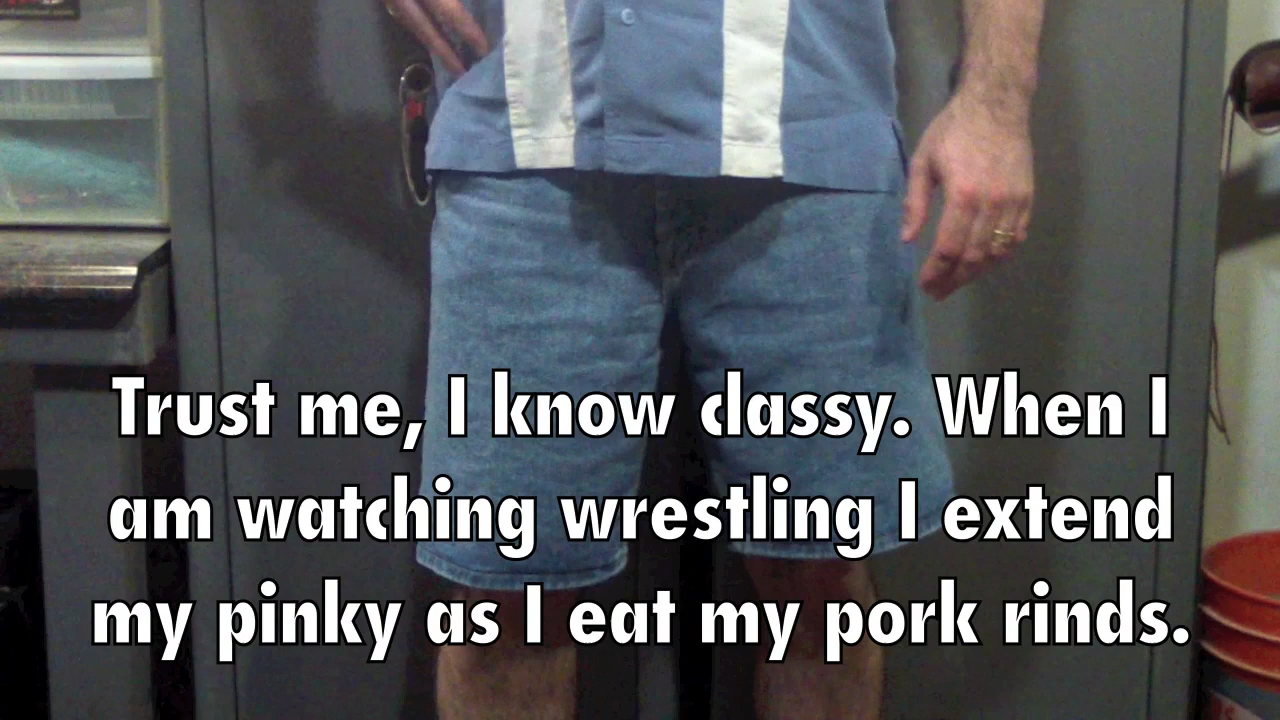 Trust me, I know classy. When I
am watching wrestling I extend
my pinky as I eat my pork rinds.